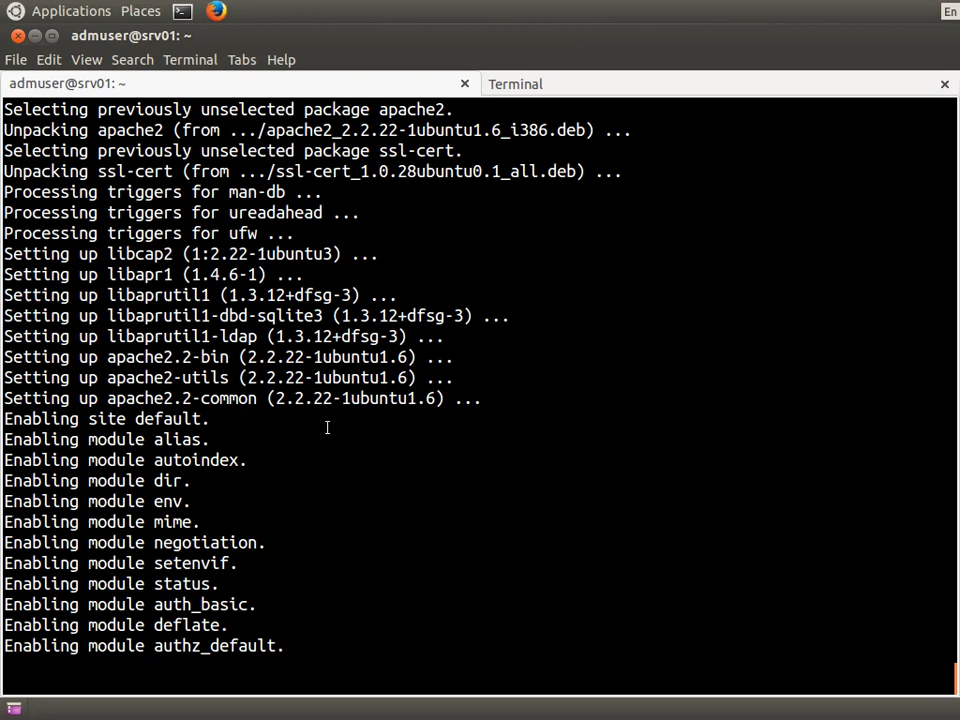 Applications Places En
admuser@srv01: ~
File Edit View Search Terminal Tabs Help
admuser@srv01: ~ Terminal
Selecting previously unselected package apache2.
Unpacking apache2 (from .../apache2_2.2.22-1ubuntu1.6_i386.deb) ...
Selecting previously unselected package ssl-cert.
Unpacking ssl-cert (from .../ssl-cert_1.0.28ubuntu0.1_all.deb) ...
Processing triggers for man-db ...
Processing triggers for ureadahead ...
Processing triggers for ufw ...
Setting up libcap2 (1:2.22-1ubuntu3) ...
Setting up libapr1 (1.4.6-1) ...
Setting up libaprutil1 (1.3.12+dfsg-3) ...
Setting up libaprutil1-dbd-sqlite3 (1.3.12+dfsg-3) ...
Setting up libaprutil1-ldap (1.3.12+dfsg-3) ...
Setting up apache2.2-bin (2.2.22-1ubuntu1.6) ...
Setting up apache2-utils (2.2.22-1ubuntu1.6) ...
Setting up apache2.2-common (2.2.22-1ubuntu1.6) ...
Enabling site default.
Enabling module alias.
Enabling module autoindex.
Enabling module dir.
Enabling module env.
Enabling module mime.
Enabling module negotiation.
Enabling module setenvif.
Enabling module status.
Enabling module auth_basic.
Enabling module deflate.
Enabling module authz_default.